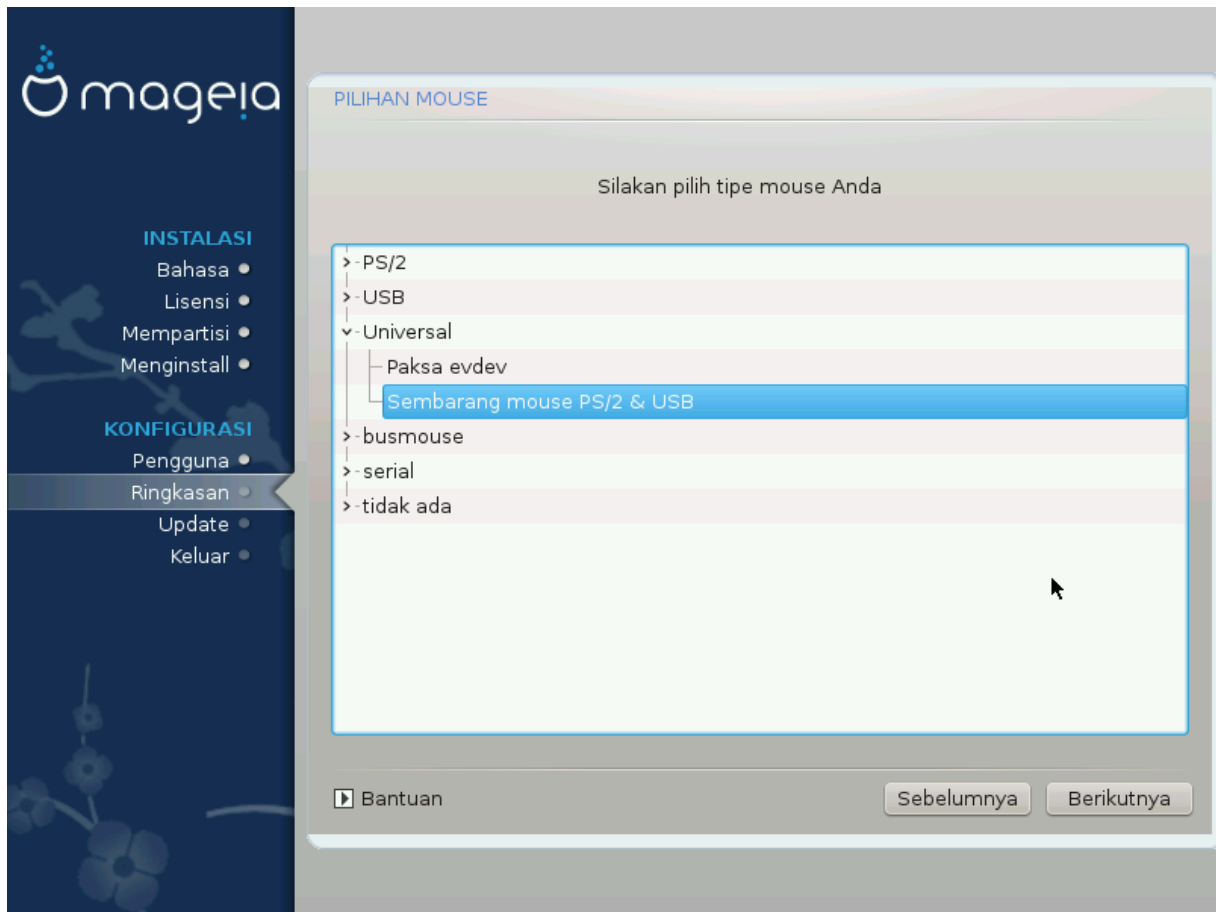 mageia
INSTALASI
Bahasa
Lisensi
Mempartisi
Menginstall
KONFIGURASI
Pengguna
Ringkasan
Update
Keluar
PILIHAN MOUSE
Silakan pilih tipe mouse Anda
PS/2
USB
Universal
Paksa evdev
Sembarang mouse PS/2 & USB
busmouse
serial
tidak ada
Bantuan
Sebelumnya
Berikutnya